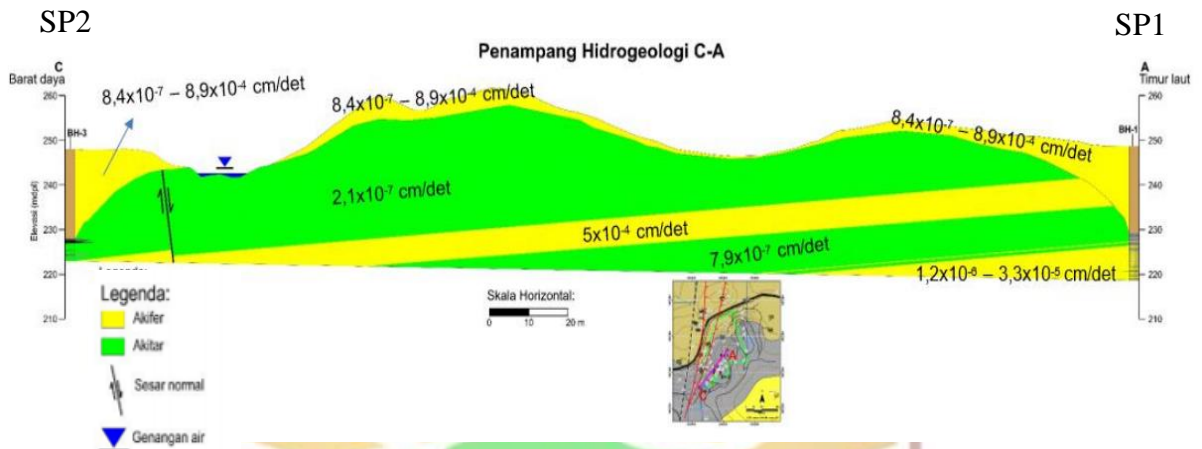 SP2
SP1
Penampang Hidrogeologi C-A
C
Barat daya
A
Timur laut
8,4x10⁻⁷ – 8,9x10⁻⁴ cm/det
8,4x10⁻⁷ – 8,9x10⁻⁴ cm/det
8,4x10⁻⁷ – 8,9x10⁻⁴ cm/det
260
250
240
230
220
210
Elevasi (mdpl)
BH-3
BH-1
260
250
240
230
220
210
2,1x10⁻⁷ cm/det
5x10⁻⁴ cm/det
7,9x10⁻⁷ cm/det
1,2x10⁻⁶ – 3,3x10⁻⁵ cm/det
Legenda:
Akifer
Akitar
Sesar normal
Genangan air
Skala Horizontal:
0 10 20 m
A
C